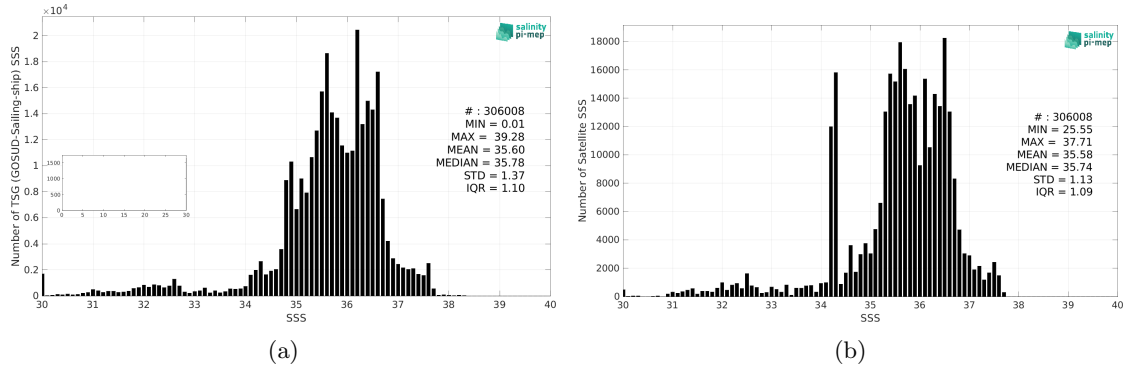 ×10⁴
2
1.8
1.6
1.4
1.2
1
0.8
0.6
0.4
0.2
0
Number of TSG (GOSUD-Sailing-ship) SSS
salinity
pi-mep
# : 306008
MIN = 0.01
MAX = 39.28
MEAN = 35.60
MEDIAN = 35.78
STD = 1.37
IQR = 1.10
1500
1000
500
0
0 5 10 15 20 25 30
30 31 32 33 34 35 36 37 38 39 40
SSS
(a)
18000
16000
14000
12000
10000
8000
6000
4000
2000
0
Number of Satellite SSS
salinity
pi-mep
# : 306008
MIN = 25.55
MAX = 37.71
MEAN = 35.58
MEDIAN = 35.74
STD = 1.13
IQR = 1.09
30 31 32 33 34 35 36 37 38 39 40
SSS
(b)